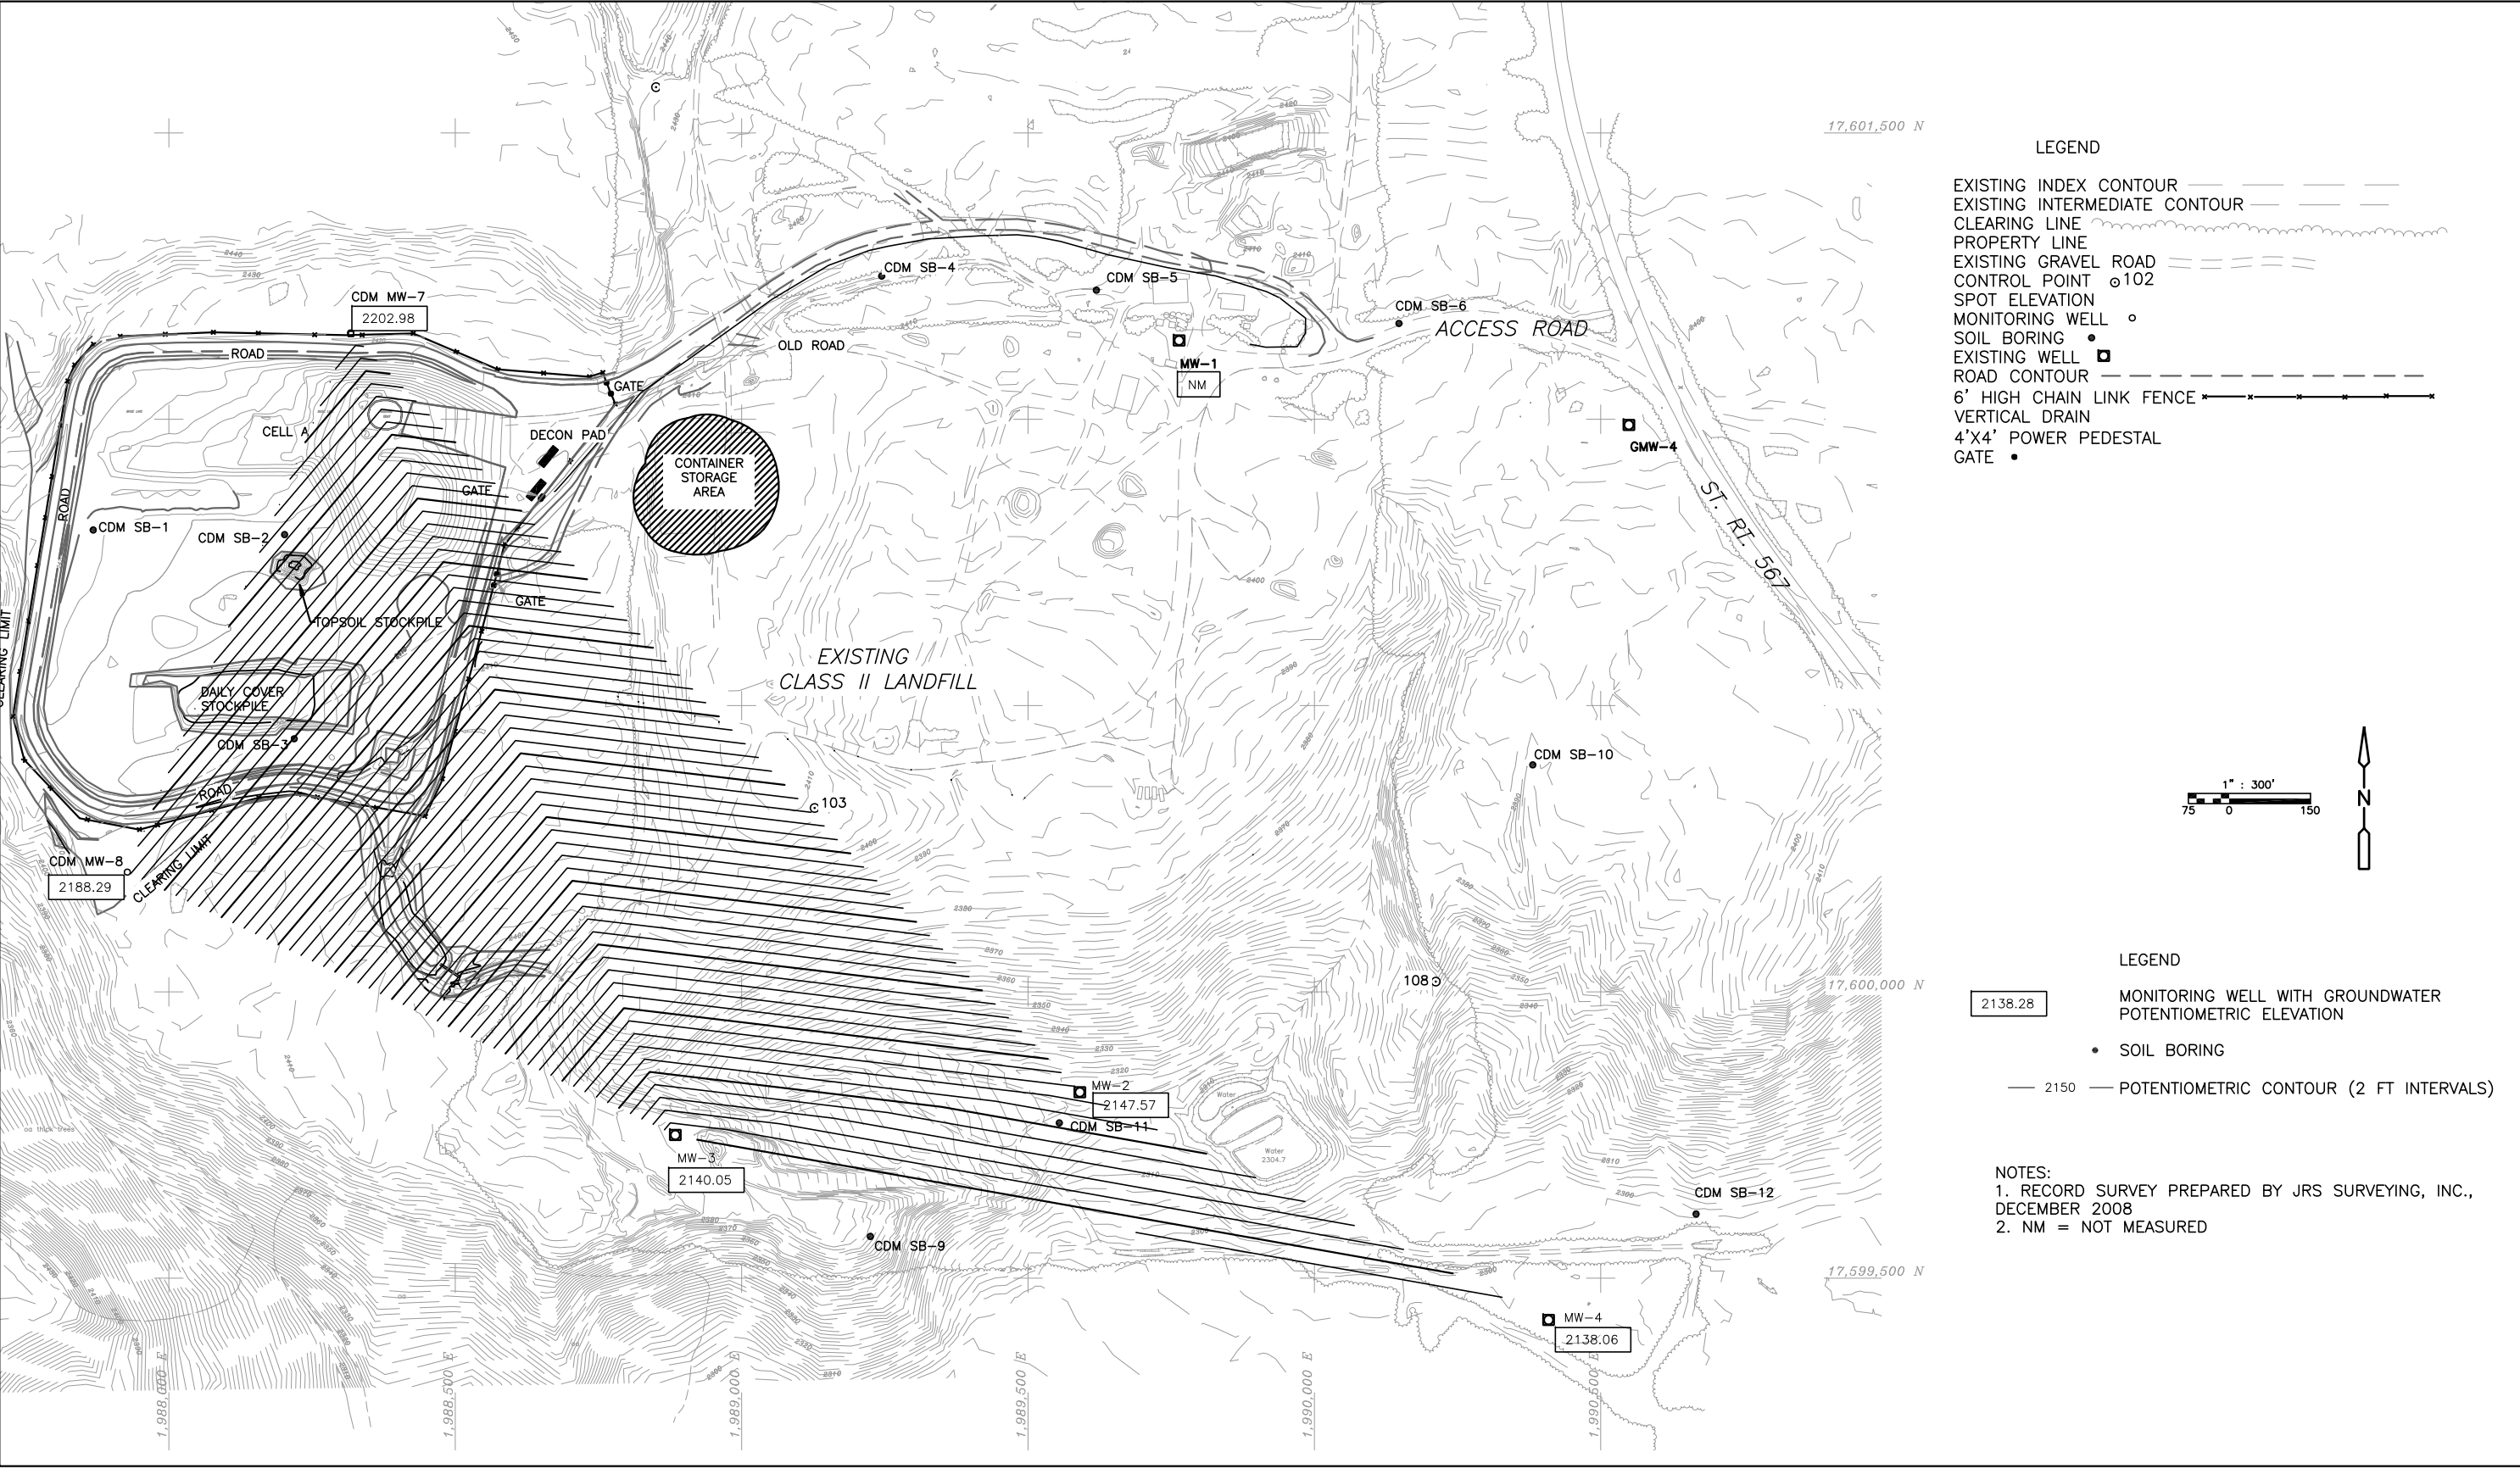 17,601,500 N
LEGEND
EXISTING INDEX CONTOUR
EXISTING INTERMEDIATE CONTOUR
CLEARING LINE
PROPERTY LINE
EXISTING GRAVEL ROAD
CONTROL POINT 102
SPOT ELEVATION
MONITORING WELL
SOIL BORING
EXISTING WELL
ROAD CONTOUR
6' HIGH CHAIN LINK FENCE
VERTICAL DRAIN
4'X4' POWER PEDESTAL
GATE
CDM SB-4
CDM SB-5
CDM SB-6
ACCESS ROAD
CDM MW-7
2202.98
ROAD
OLD ROAD
MW-1
NM
GATE
CELL A
DECON PAD
CONTAINER
STORAGE
AREA
GMW-4
GATE
ST. RT. 567
ROAD
CDM SB-1
CDM SB-2
GATE
TOPSOIL STOCKPILE
CLEARING LIMIT
EXISTING
CLASS II LANDFILL
DAILY COVER
STOCKPILE
CDM SB-3
CDM SB-10
ROAD
103
1" : 300'
75 0 150
N
CDM MW-8
2188.29
CLEARING LIMIT
108
17,600,000 N
LEGEND
2138.28
MONITORING WELL WITH GROUNDWATER
POTENTIOMETRIC ELEVATION
SOIL BORING
2150 POTENTIOMETRIC CONTOUR (2 FT INTERVALS)
MW-2
2147.57
CDM SB-11
Water
Water
2304.7
MW-3
2140.05
CDM SB-9
CDM SB-12
NOTES:
1. RECORD SURVEY PREPARED BY JRS SURVEYING, INC.,
DECEMBER 2008
2. NM = NOT MEASURED
17,599,500 N
MW-4
2138.06
1,988,000 E
1,988,500 E
1,989,000 E
1,989,500 E
1,990,000 E
1,990,500 E